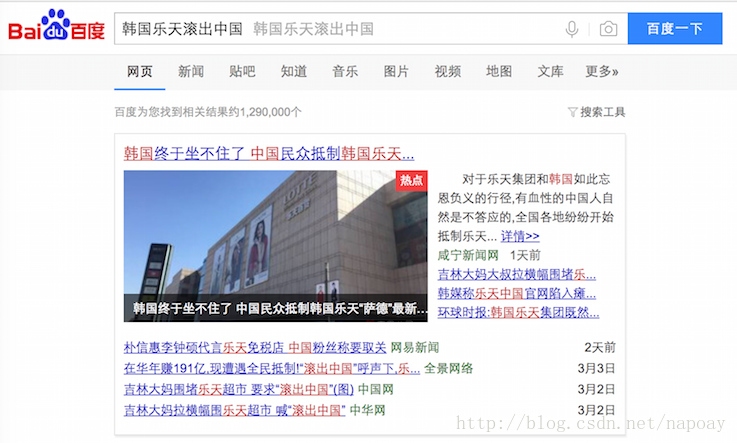 Bai du 百度 韩国乐天滚出中国 韩国乐天滚出中国 百度一下
网页 新闻 贴吧 知道 音乐 图片 视频 地图 文库 更多»
百度为您找到相关结果约1,290,000个 搜索工具
韩国终于坐不住了 中国民众抵制韩国乐天...
热点
LOTTE
韩国终于坐不住了 中国民众抵制韩国乐天"萨德"最新...
对于乐天集团和韩国如此忘
恩负义的行径,有血性的中国人自
然是不答应的,全国各地纷纷开始
抵制乐天... 详情>>
咸宁新闻网 1天前
吉林大妈大叔拉横幅围堵乐...
韩媒称乐天中国官网陷入瘫...
环球时报:韩国乐天集团既然...
朴信惠李钟硕代言乐天免税店 中国粉丝称要取关 网易新闻 2天前
在华年赚191亿,现遭遇全民抵制!"滚出中国"呼声下,乐... 全景网络 3月3日
吉林大妈围堵乐天超市 要求"滚出中国"(图) 中国网 3月2日
吉林大妈拉横幅围乐天超市 喊"滚出中国" 中华网 3月2日
http://blog.csdn.net/napoay